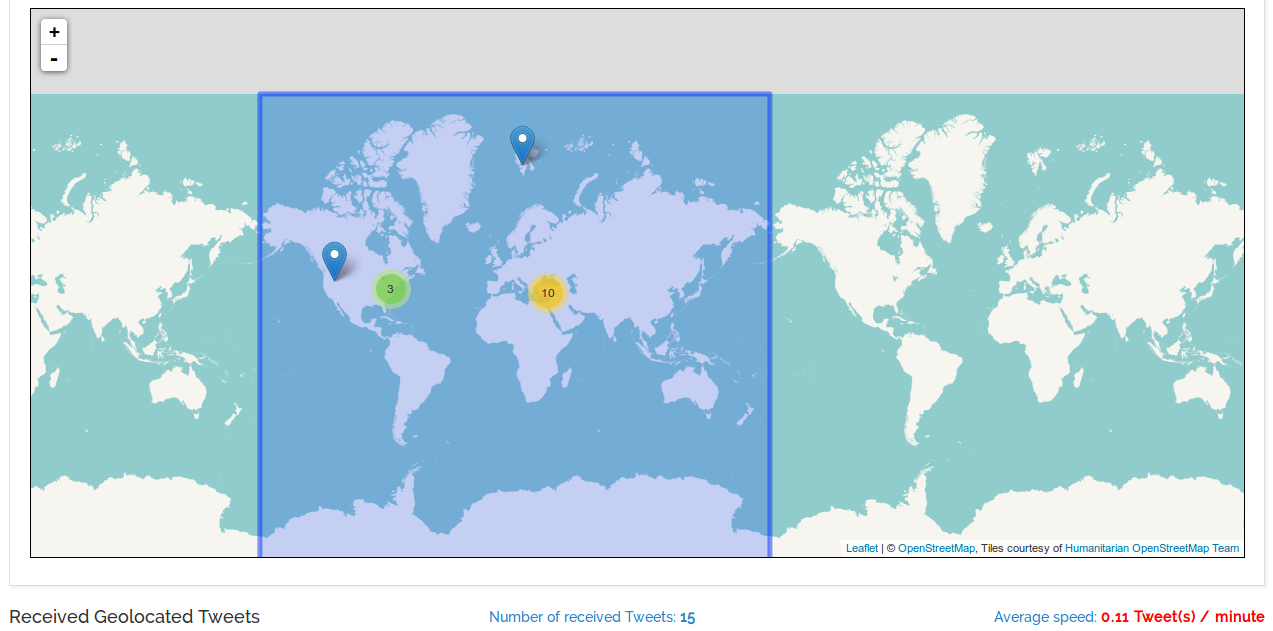 +
-
3
10
Leaflet | © OpenStreetMap, Tiles courtesy of Humanitarian OpenStreetMap Team
Received Geolocated Tweets Number of received Tweets: 15 Average speed: 0.11 Tweet(s) / minute